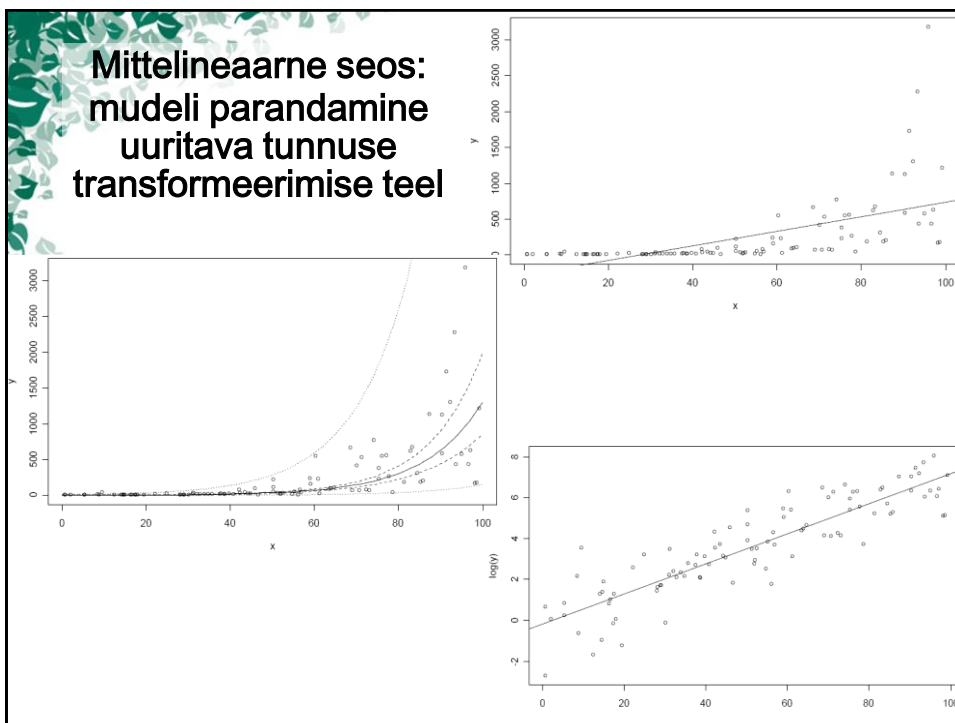 Mittelineaarne seos:
mudeli parandamine
uuritava tunnuse
transformeerimise teel
y
0 500 1000 1500 2000 2500 3000
0 20 40 60 80 100
x
y
0 500 1000 1500 2000 2500 3000
0 20 40 60 80 100
x
log(y)
-2 0 2 4 6 8
0 20 40 60 80 100